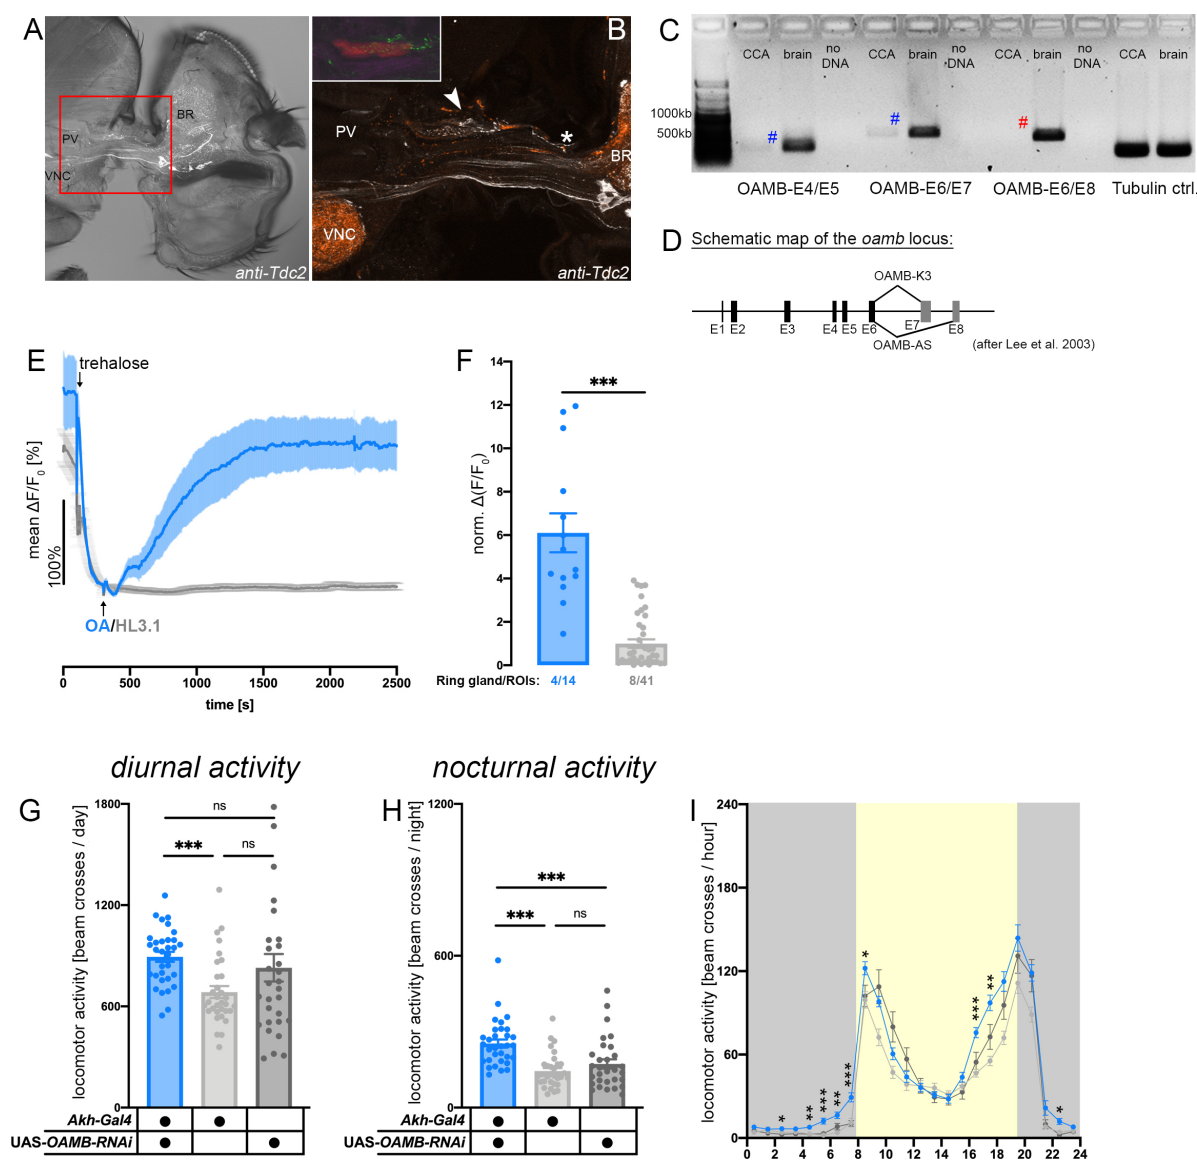 A
BR
PV
VNC
anti-Tdc2
B
PV
*
BR
VNC
anti-Tdc2
C
CCA brain no DNA CCA brain no DNA CCA brain no DNA CCA brain
1000kb
500kb
# # #
OAMB-E4/E5 OAMB-E6/E7 OAMB-E6/E8 Tubulin ctrl.
D Schematic map of the oamb locus:
OAMB-K3
E1 E2 E3 E4 E5 E6 E7 E8
OAMB-AS
(after Lee et al. 2003)
E
trehalose
mean ΔF/F0 [%]
100%
OA/HL3.1
0 500 1000 1500 2000 2500
time [s]
F
norm. Δ(F/F0)
14
12
10
8
6
4
2
0
***
Ring gland/ROIs: 4/14 8/41
diurnal activity
G
locomotor activity [beam crosses / day]
1800
1200
600
0
ns
*** ns
Akh-Gal4
UAS-OAMB-RNAi
nocturnal activity
H
locomotor activity [beam crosses / night]
1200
600
0
***
*** ns
Akh-Gal4
UAS-OAMB-RNAi
I
locomotor activity [beam crosses / hour]
240
180
120
60
0
* ** *** ** *** * *** ** *
0 2 4 6 8 10 12 14 16 18 20 22 24